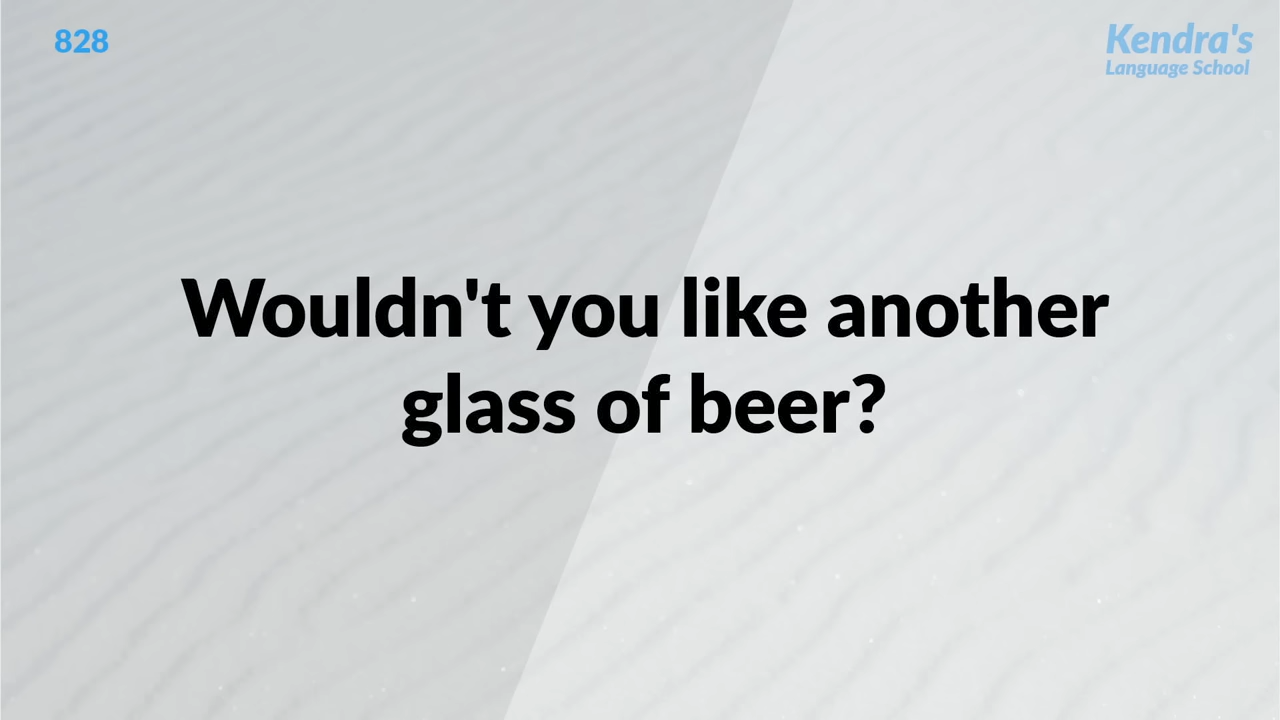 828
Kendra's
Language School
Wouldn't you like another
glass of beer?